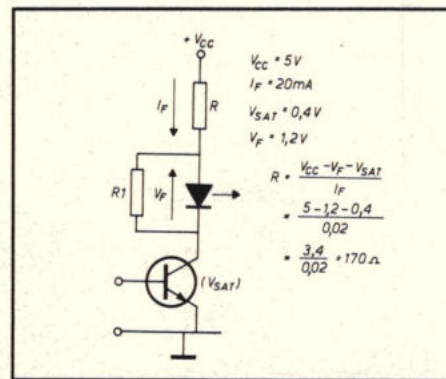 + V_CC
I_F
R
R1
V_F
(V_SAT)
V_CC = 5V
I_F = 20mA
V_SAT = 0,4V
V_F = 1,2V
R = V_CC - V_F - V_SAT / I_F
= 5 - 1,2 - 0,4 / 0,02
= 3,4 / 0,02 = 170 Ω